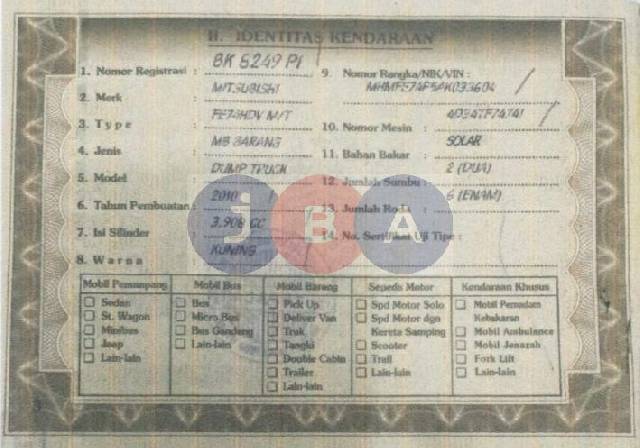 II. IDENTITAS KENDARAAN
1. Nomor Registrasi : BK 8249 PI
2. Merk : MITSUBISHI
3. Type : FE74HDV M/T
4. Jenis : MB BARANG
5. Model : DUMP TRUCK
6. Tahun Pembuatan : 2010
7. Isi Silinder : 3.908 CC
8. Warna : KUNING
9. Nomor Rangka/NIK/VIN :
10. Nomor Mesin :
11. Bahan Bakar : SOLAR
12. Jumlah Sumbu : 2 (DUA)
13. Jumlah Roda : 6 (ENAM)
14. No. Sertifikat Uji Tipe :
JBA
Mobil Penumpang
Sedan
St. Wagon
Minibus
Jeep
Lain-lain
Mobil Bus
Bus
Micro Bus
Bus Gandeng
Lain-lain
Mobil Barang
Pick Up
Deliver Van
Truk
Tangki
Double Cabin
Trailer
Lain-lain
Sepeda Motor
Spd Motor Solo
Spd Motor dgn
Kereta Samping
Scooter
Trail
Lain-lain
Kendaraan Khusus
Mobil Pemadam
Kebakaran
Mobil Ambulance
Mobil Jenazah
Fork Lift
Lain-lain